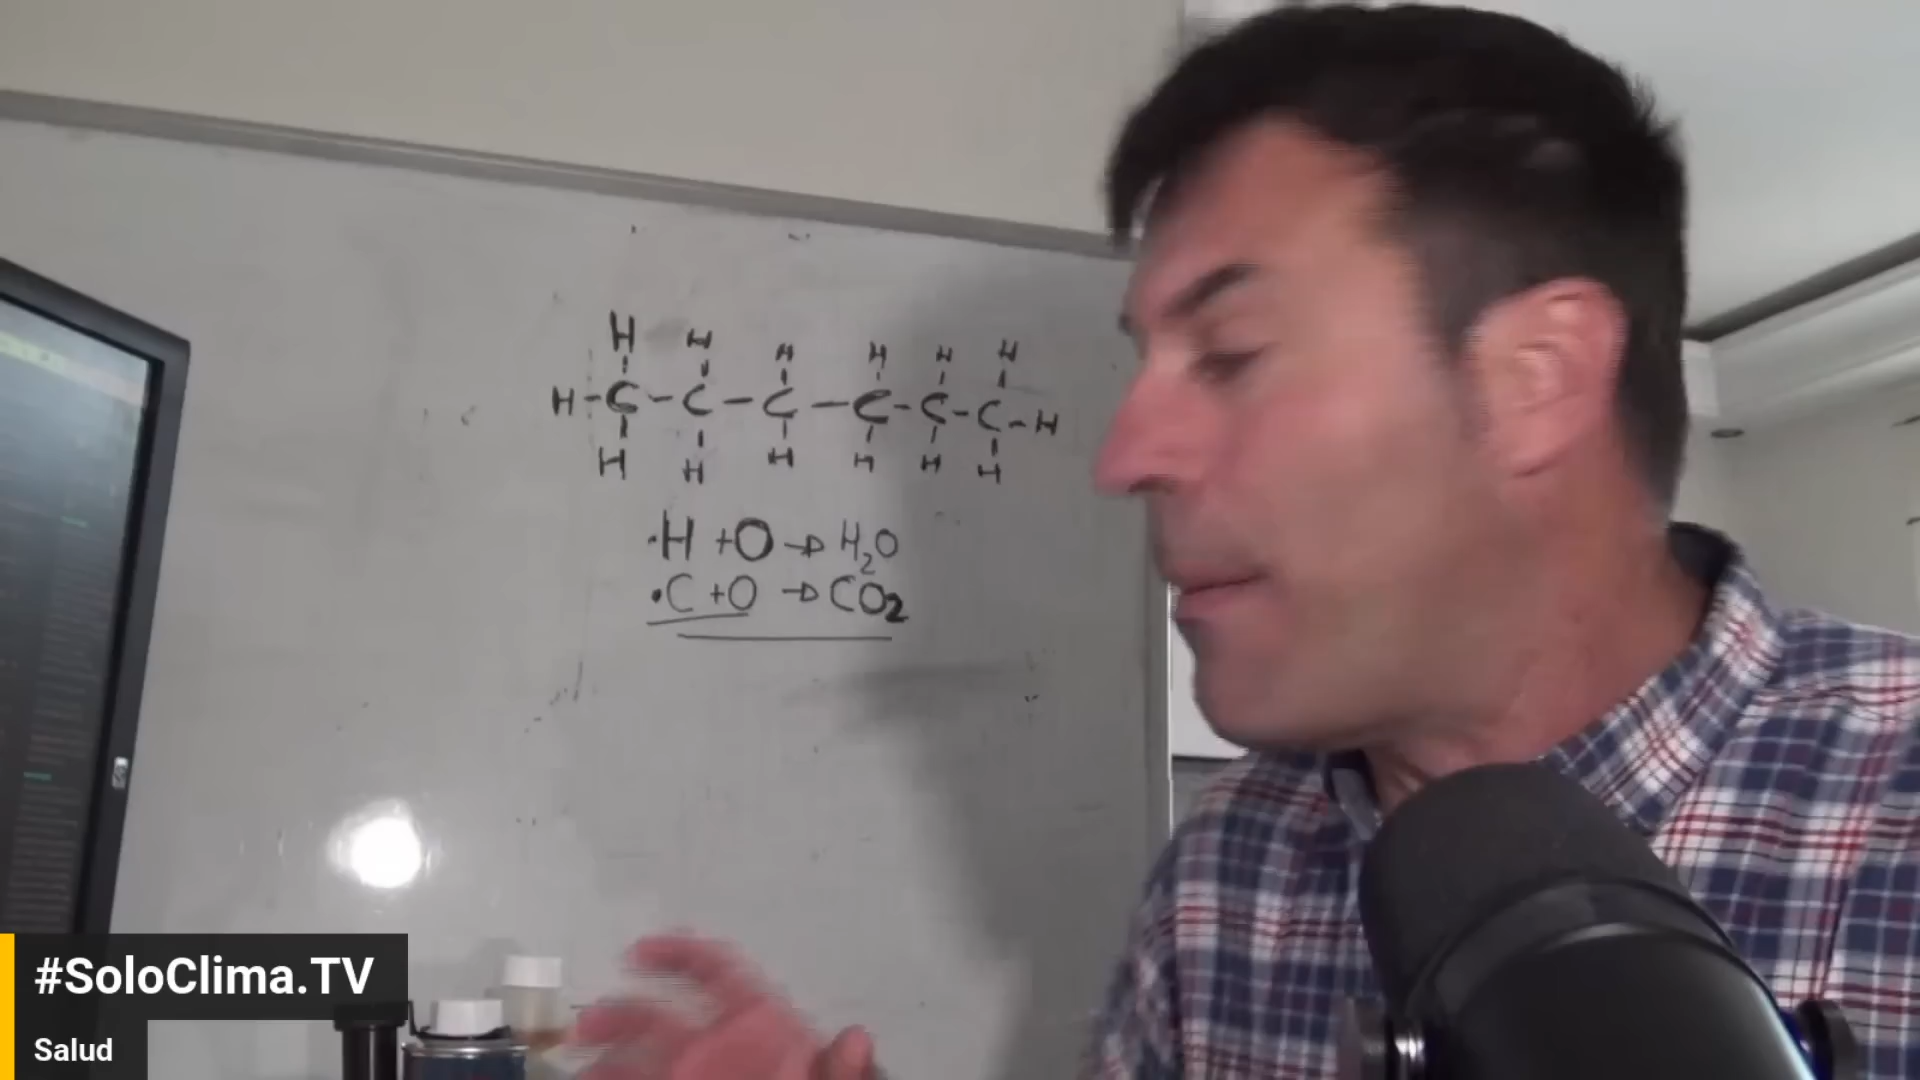 H H H H H H
H-C-C-C-C-C-C-H
H H H H H H
·H +O → H₂O
·C +O → CO₂
#SoloClima.TV
Salud